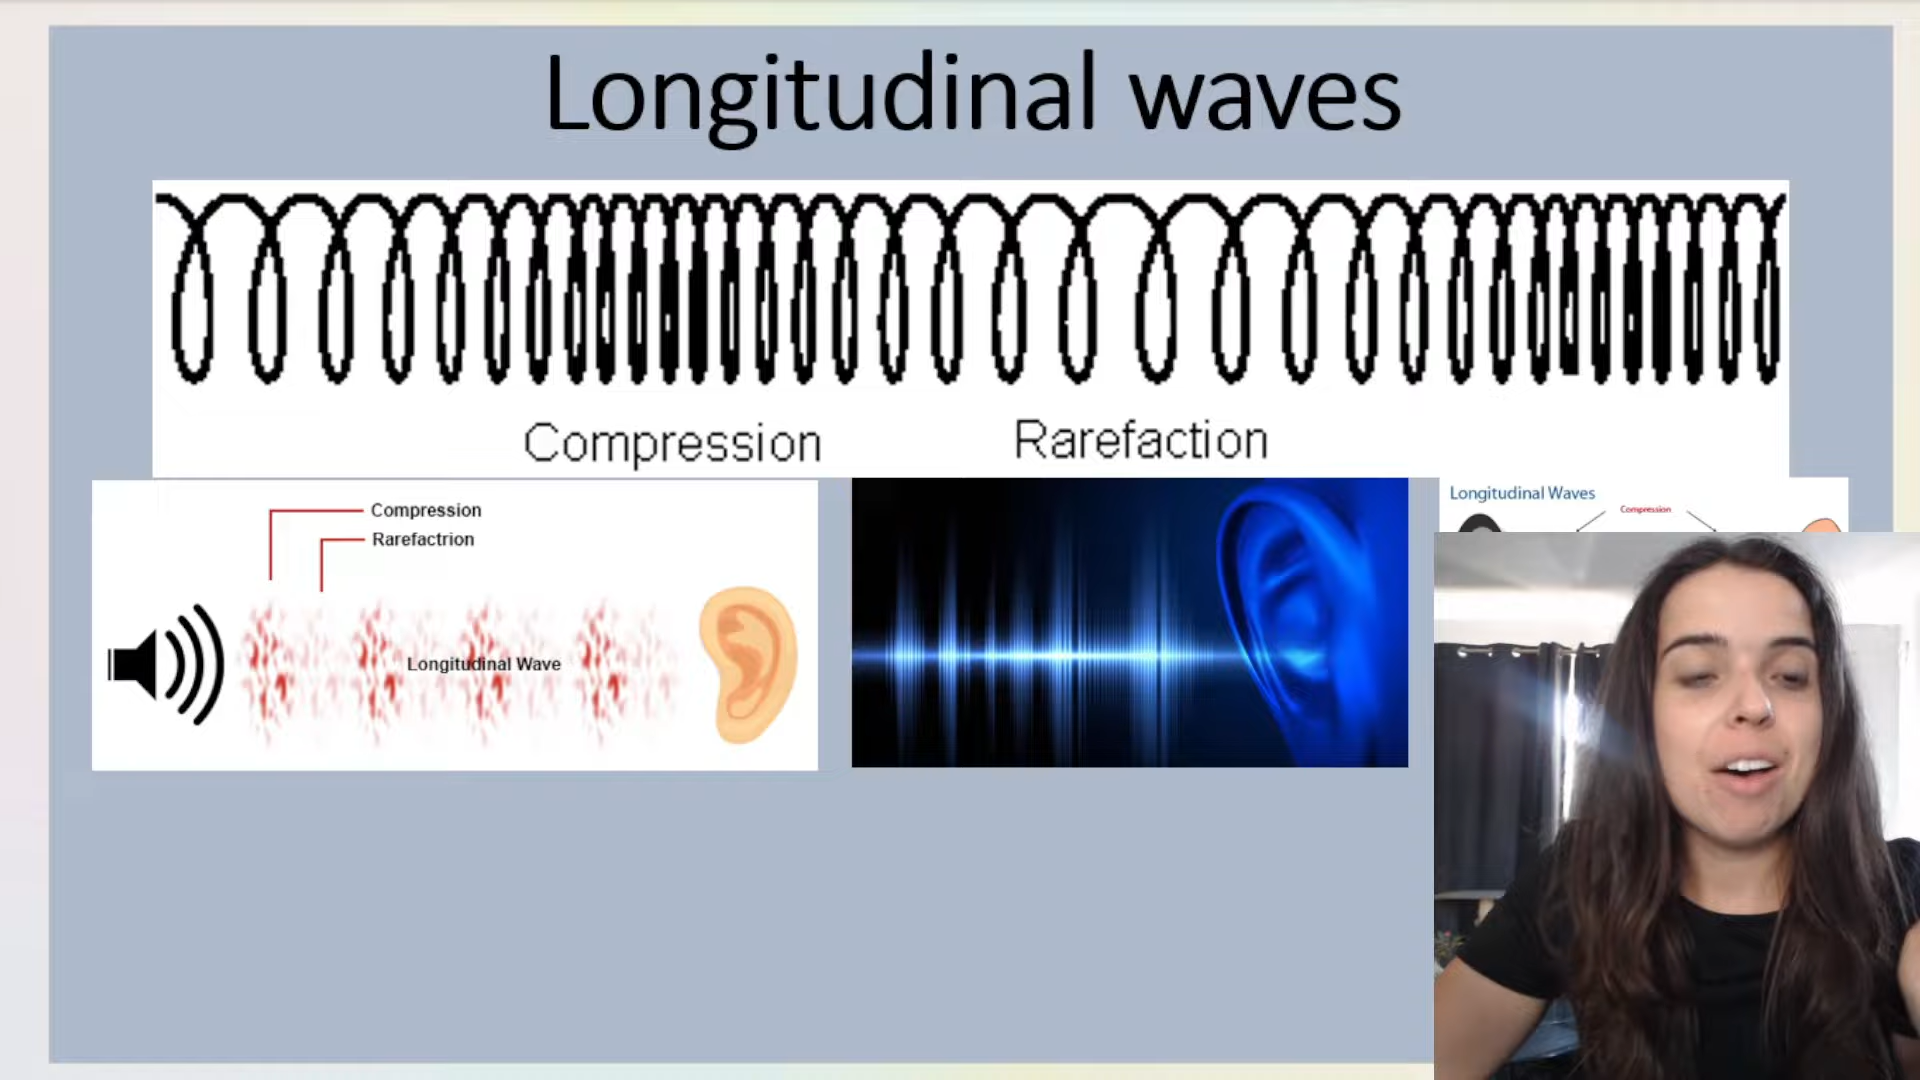 Longitudinal waves
Compression
Rarefaction
Compression
Rarefactrion
Longitudinal Wave
Longitudinal Waves
Compression